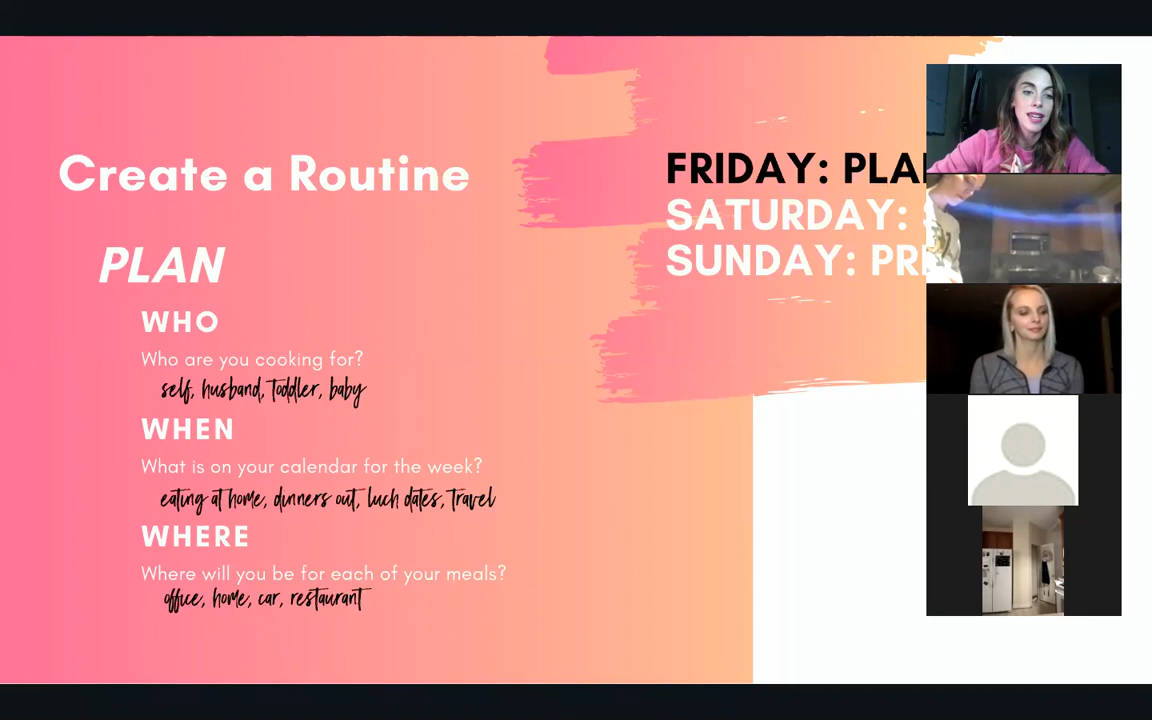 Create a Routine
PLAN
WHO
Who are you cooking for?
self, husband, toddler, baby
WHEN
What is on your calendar for the week?
eating at home, dinners out, luch dates, travel
WHERE
Where will you be for each of your meals?
office, home, car, restaurant
FRIDAY:
SATURDAY:
SUNDAY: